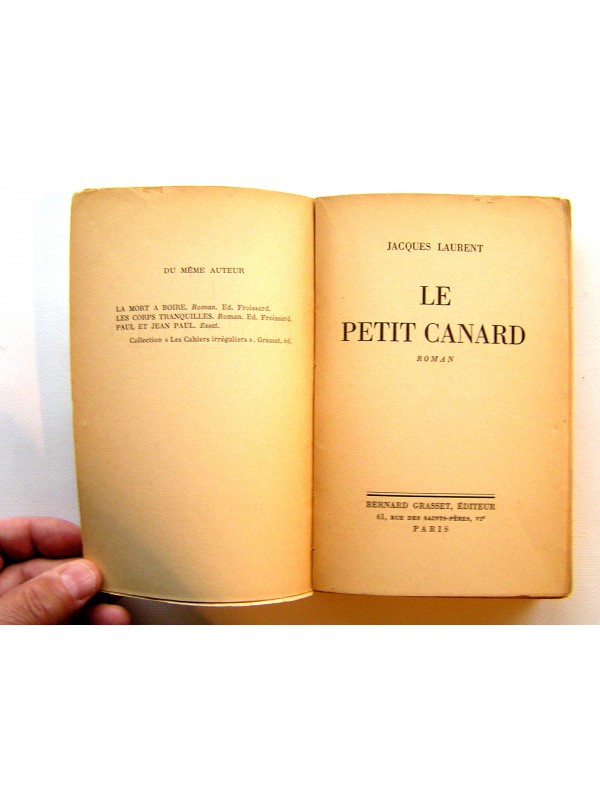 DU MÊME AUTEUR
LA MORT A BOIRE. Roman. Ed. Froissard.
LES CORPS TRANQUILLES. Roman. Ed. Froissard.
PAUL ET JEAN PAUL. Essai.
Collection « Les Cahiers irréguliers ». Grasset, éd.
JACQUES LAURENT
LE
PETIT CANARD
ROMAN
BERNARD GRASSET, ÉDITEUR
61, RUE DES SAINTS-PÈRES, VIe
PARIS